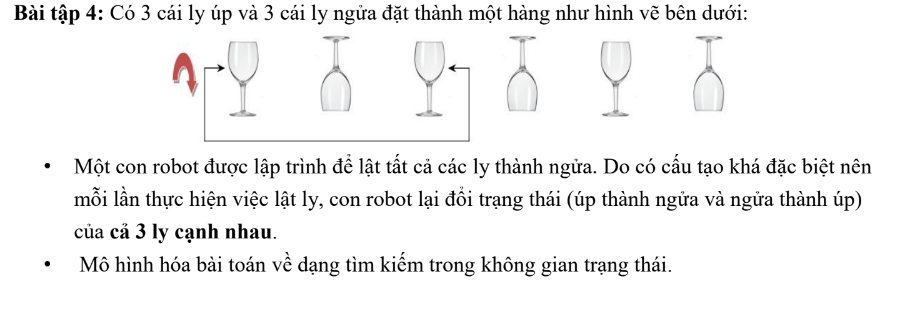 Bài tập 4: Có 3 cái ly úp và 3 cái ly ngửa đặt thành một hàng như hình vẽ bên dưới:
• Một con robot được lập trình để lật tất cả các ly thành ngửa. Do có cấu tạo khá đặc biệt nên
mỗi lần thực hiện việc lật ly, con robot lại đổi trạng thái (úp thành ngửa và ngửa thành úp)
của cả 3 ly cạnh nhau.
• Mô hình hóa bài toán về dạng tìm kiếm trong không gian trạng thái.